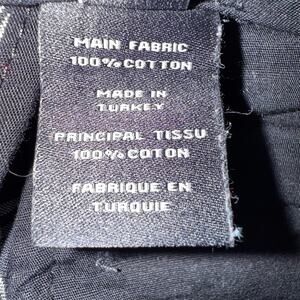 MAIN FABRIC
100% COTTON
MADE IN
TURKEY
PRINCIPAL TISSU
100% COTON
FABRIQUE EN
TURQUIE